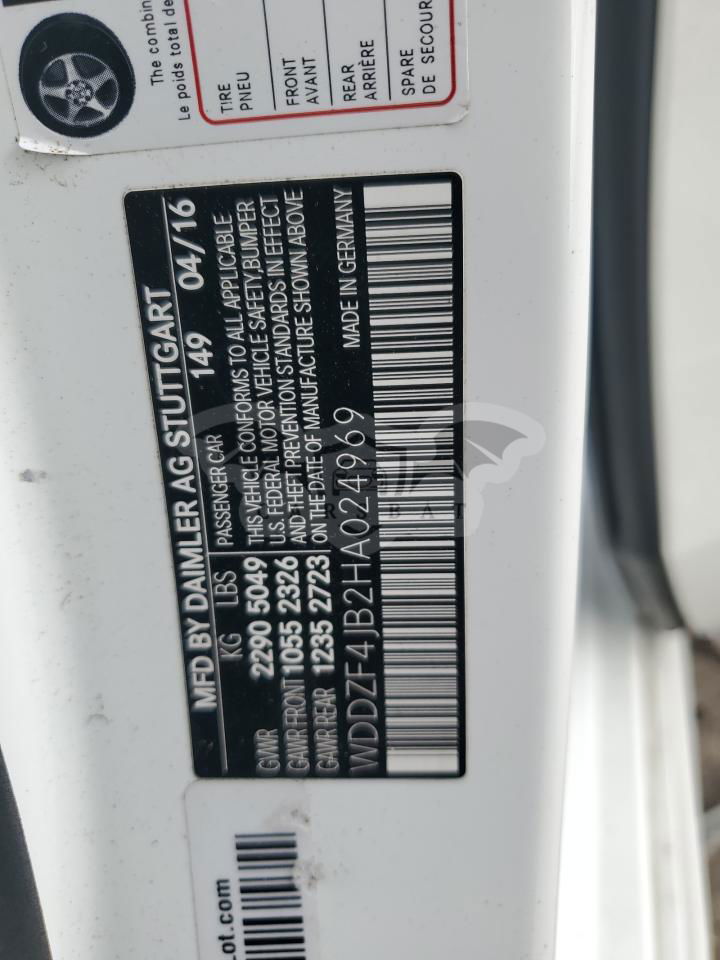 The combin
Le poids total de
TIRE
PNEU
FRONT
AVANT
REAR
ARRIÈRE
SPARE
DE SECOUR
MFD BY DAIMLER AG STUTTGART
KG LBS 149 04/16
GWR 2290 5049
GAWR FRONT 1055 2326
GAWR REAR 1235 2723
PASSENGER CAR
THIS VEHICLE CONFORMS TO ALL APPLICABLE
U.S. FEDERAL MOTOR VEHICLE SAFETY,BUMPER
AND THEFT PREVENTION STANDARDS IN EFFECT
ON THE DATE OF MANUFACTURE SHOWN ABOVE
MADE IN GERMANY
WDDZF4JB2HA024969
Lot.com